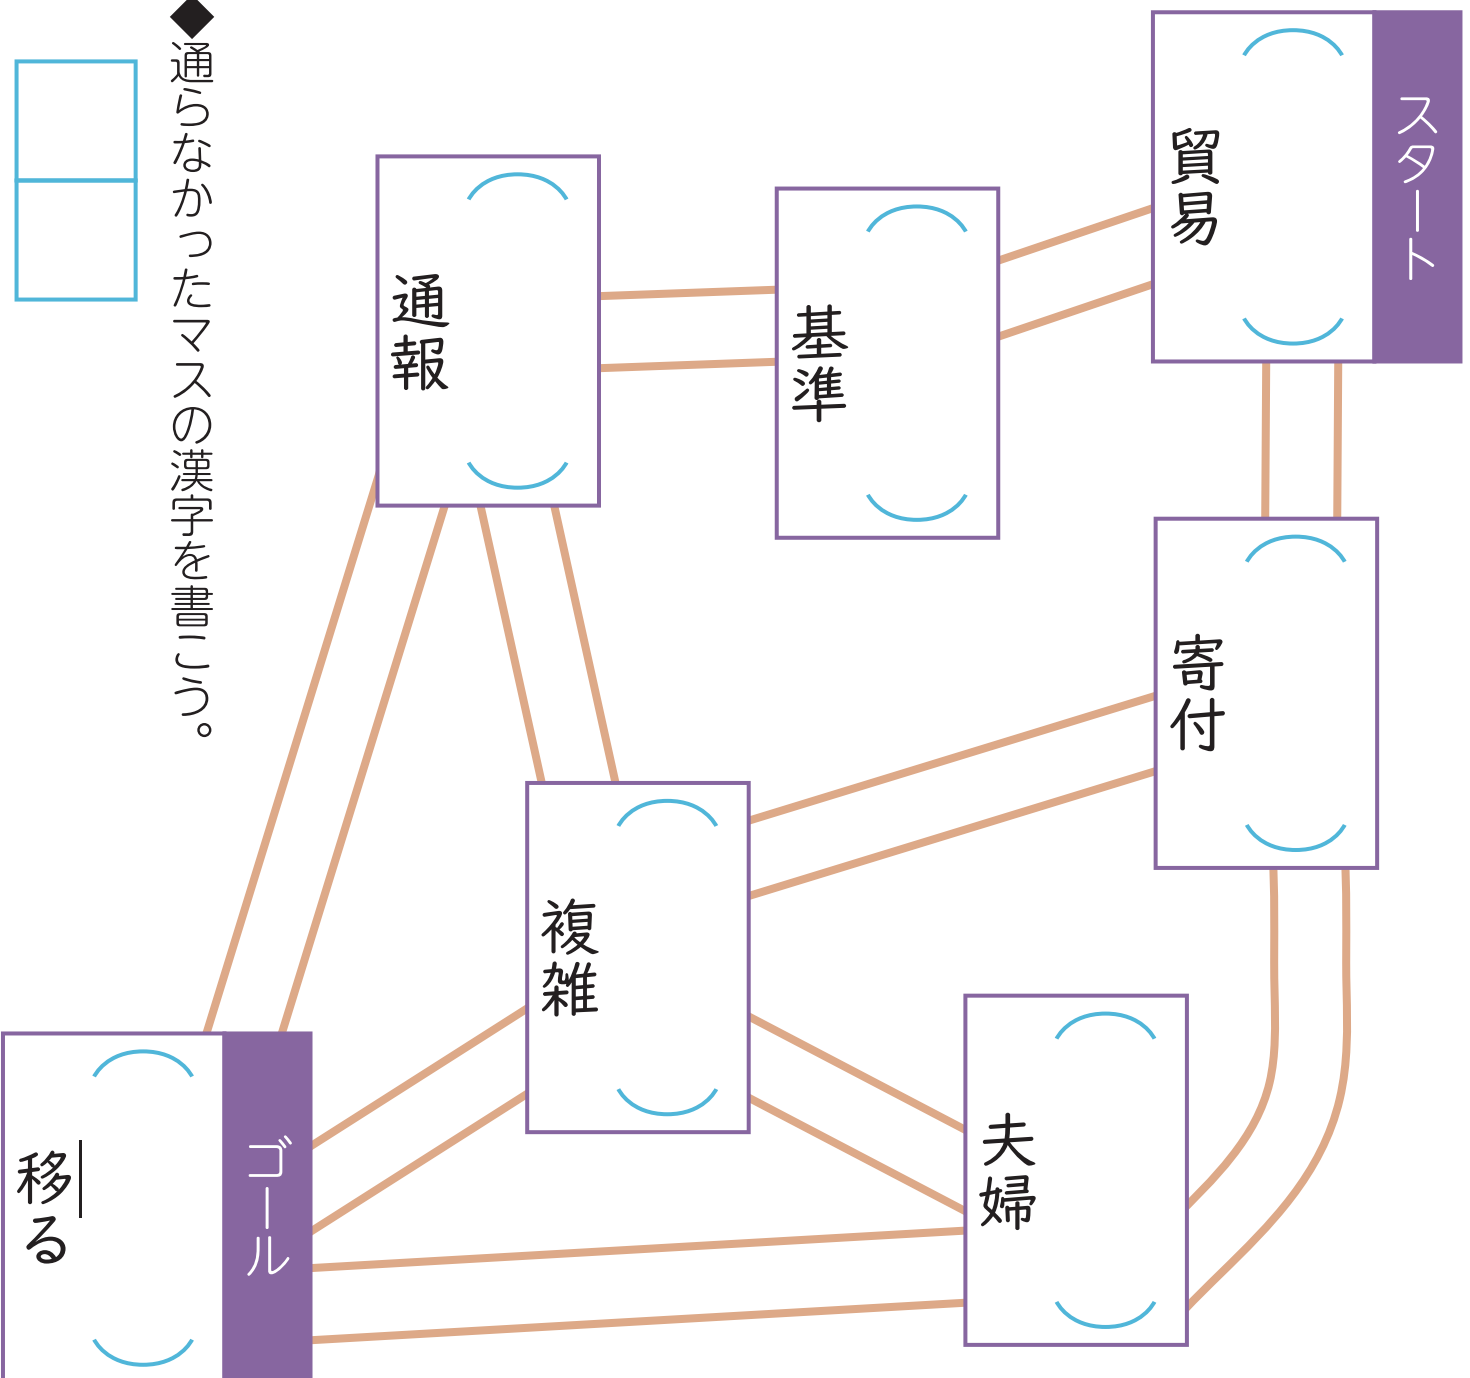 スタート
貿易
寄付
基準
夫婦
複雑
通報
ゴール
移る
◆通らなかったマスの漢字を書こう。